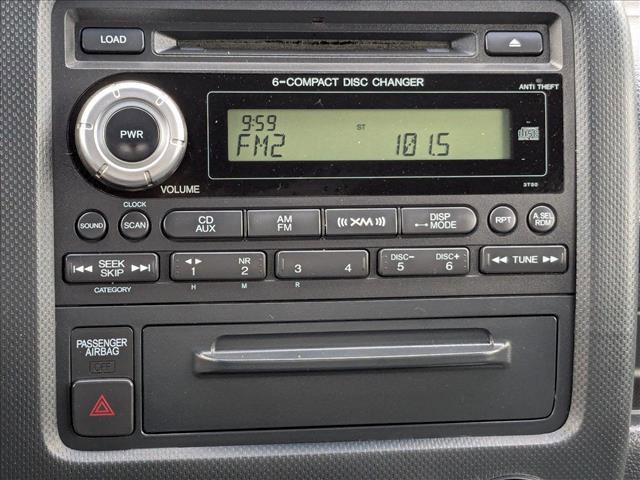 LOAD
6-COMPACT DISC CHANGER
ANTI THEFT
9:59
ST
FM2 101.5
PWR
VOLUME
3TS0
CLOCK
SOUND
SCAN
CD
AUX
AM
FM
XM
DISP
MODE
RPT
A.SEL
RDM
SEEK
SKIP
CATEGORY
1
NR
2
3
4
DISC-
5
DISC+
6
TUNE
H
M
R
PASSENGER
AIRBAG
OFF